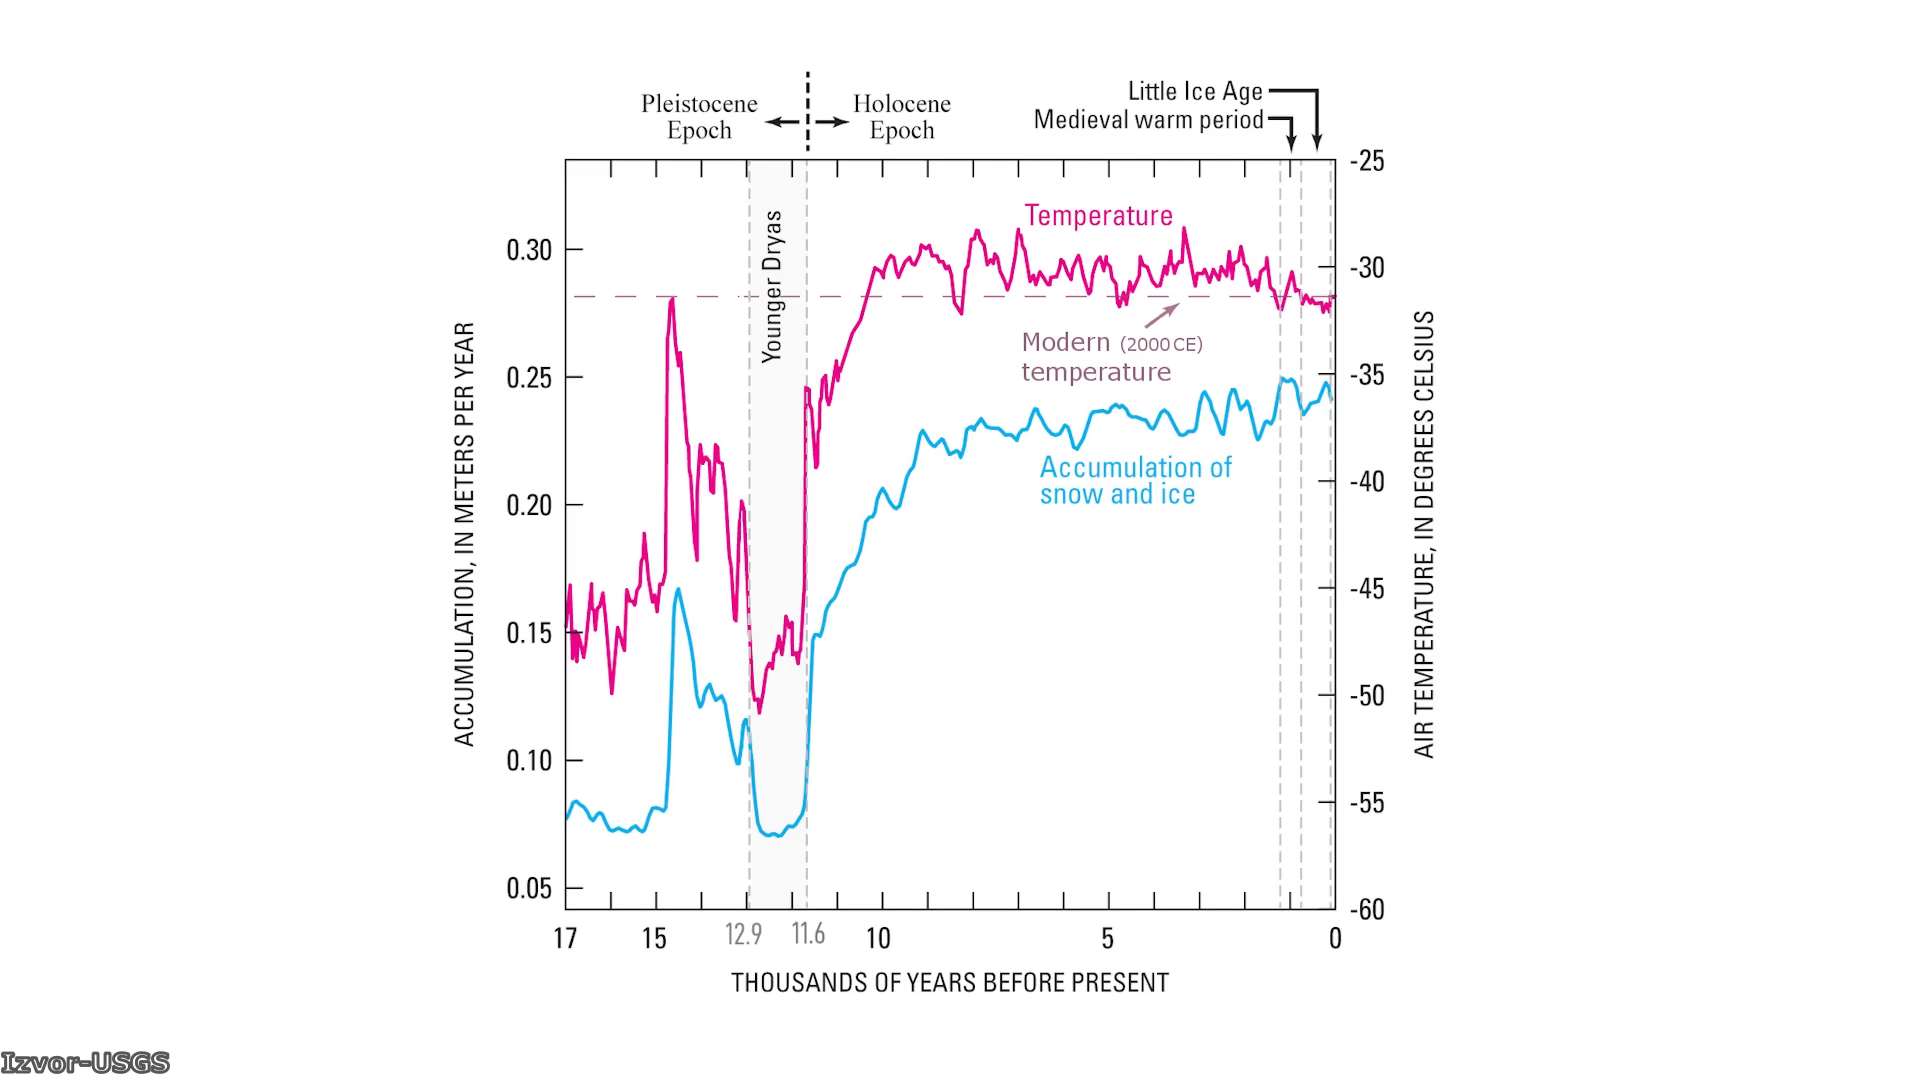 Little Ice Age
Medieval warm period
Pleistocene
Epoch
Holocene
Epoch
-25
-30
-35
-40
-45
-50
-55
-60
0.30
0.25
0.20
0.15
0.10
0.05
ACCUMULATION, IN METERS PER YEAR
AIR TEMPERATURE, IN DEGREES CELSIUS
Younger Dryas
Temperature
Modern (2000 CE)
temperature
Accumulation of
snow and ice
17 15 12.9 11.6 10 5 0
THOUSANDS OF YEARS BEFORE PRESENT
Izvor-USGS